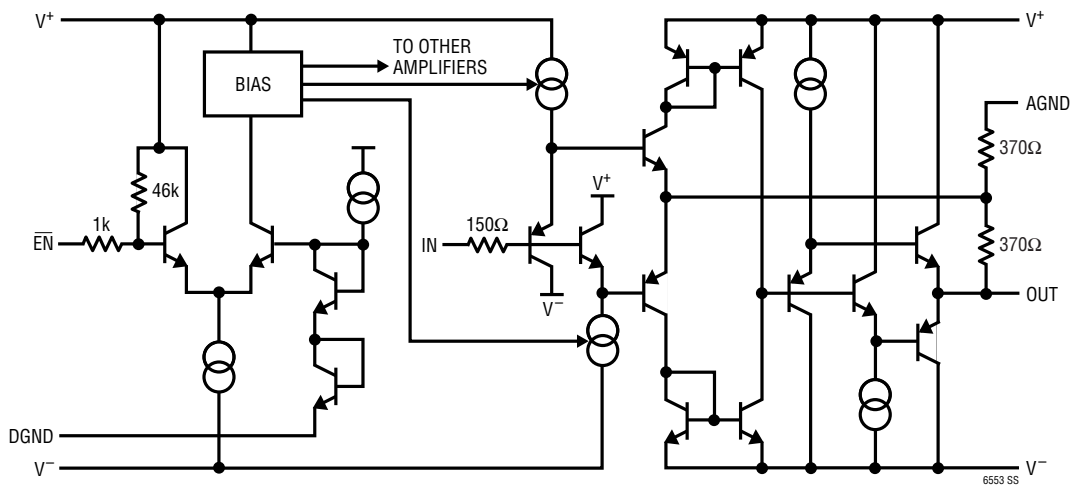 V+
V+
TO OTHER
AMPLIFIERS
BIAS
AGND
370Ω
46k
V+
1k
150Ω
EN
IN
370Ω
V−
OUT
DGND
V−
V−
6553 SS